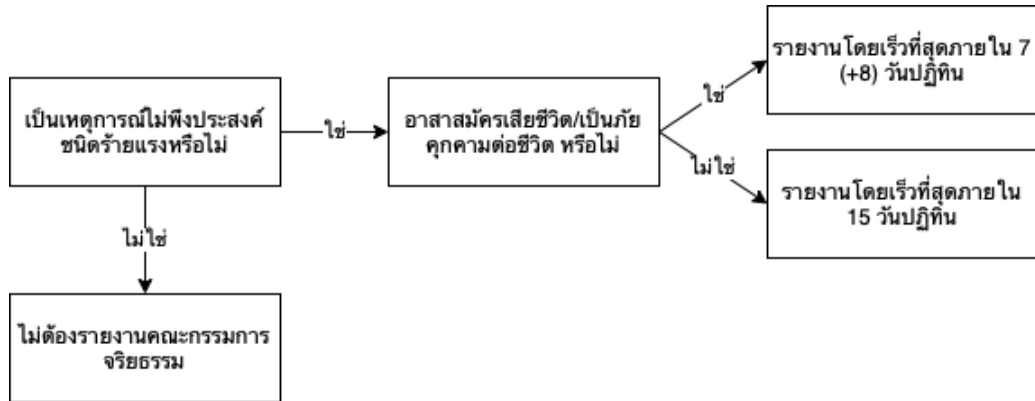 รายงานโดยเร็วที่สุดภายใน 7
(+8) วันปฏิทิน
เป็นเหตุการณ์ไม่พึงประสงค์
ชนิดร้ายแรงหรือไม่
ใช่
อาสาสมัครเสียชีวิต/เป็นภัย
คุกคามต่อชีวิต หรือไม่
ใช่
ไม่ใช่
รายงานโดยเร็วที่สุดภายใน
15 วันปฏิทิน
ไม่ใช่
ไม่ต้องรายงานคณะกรรมการ
จริยธรรม